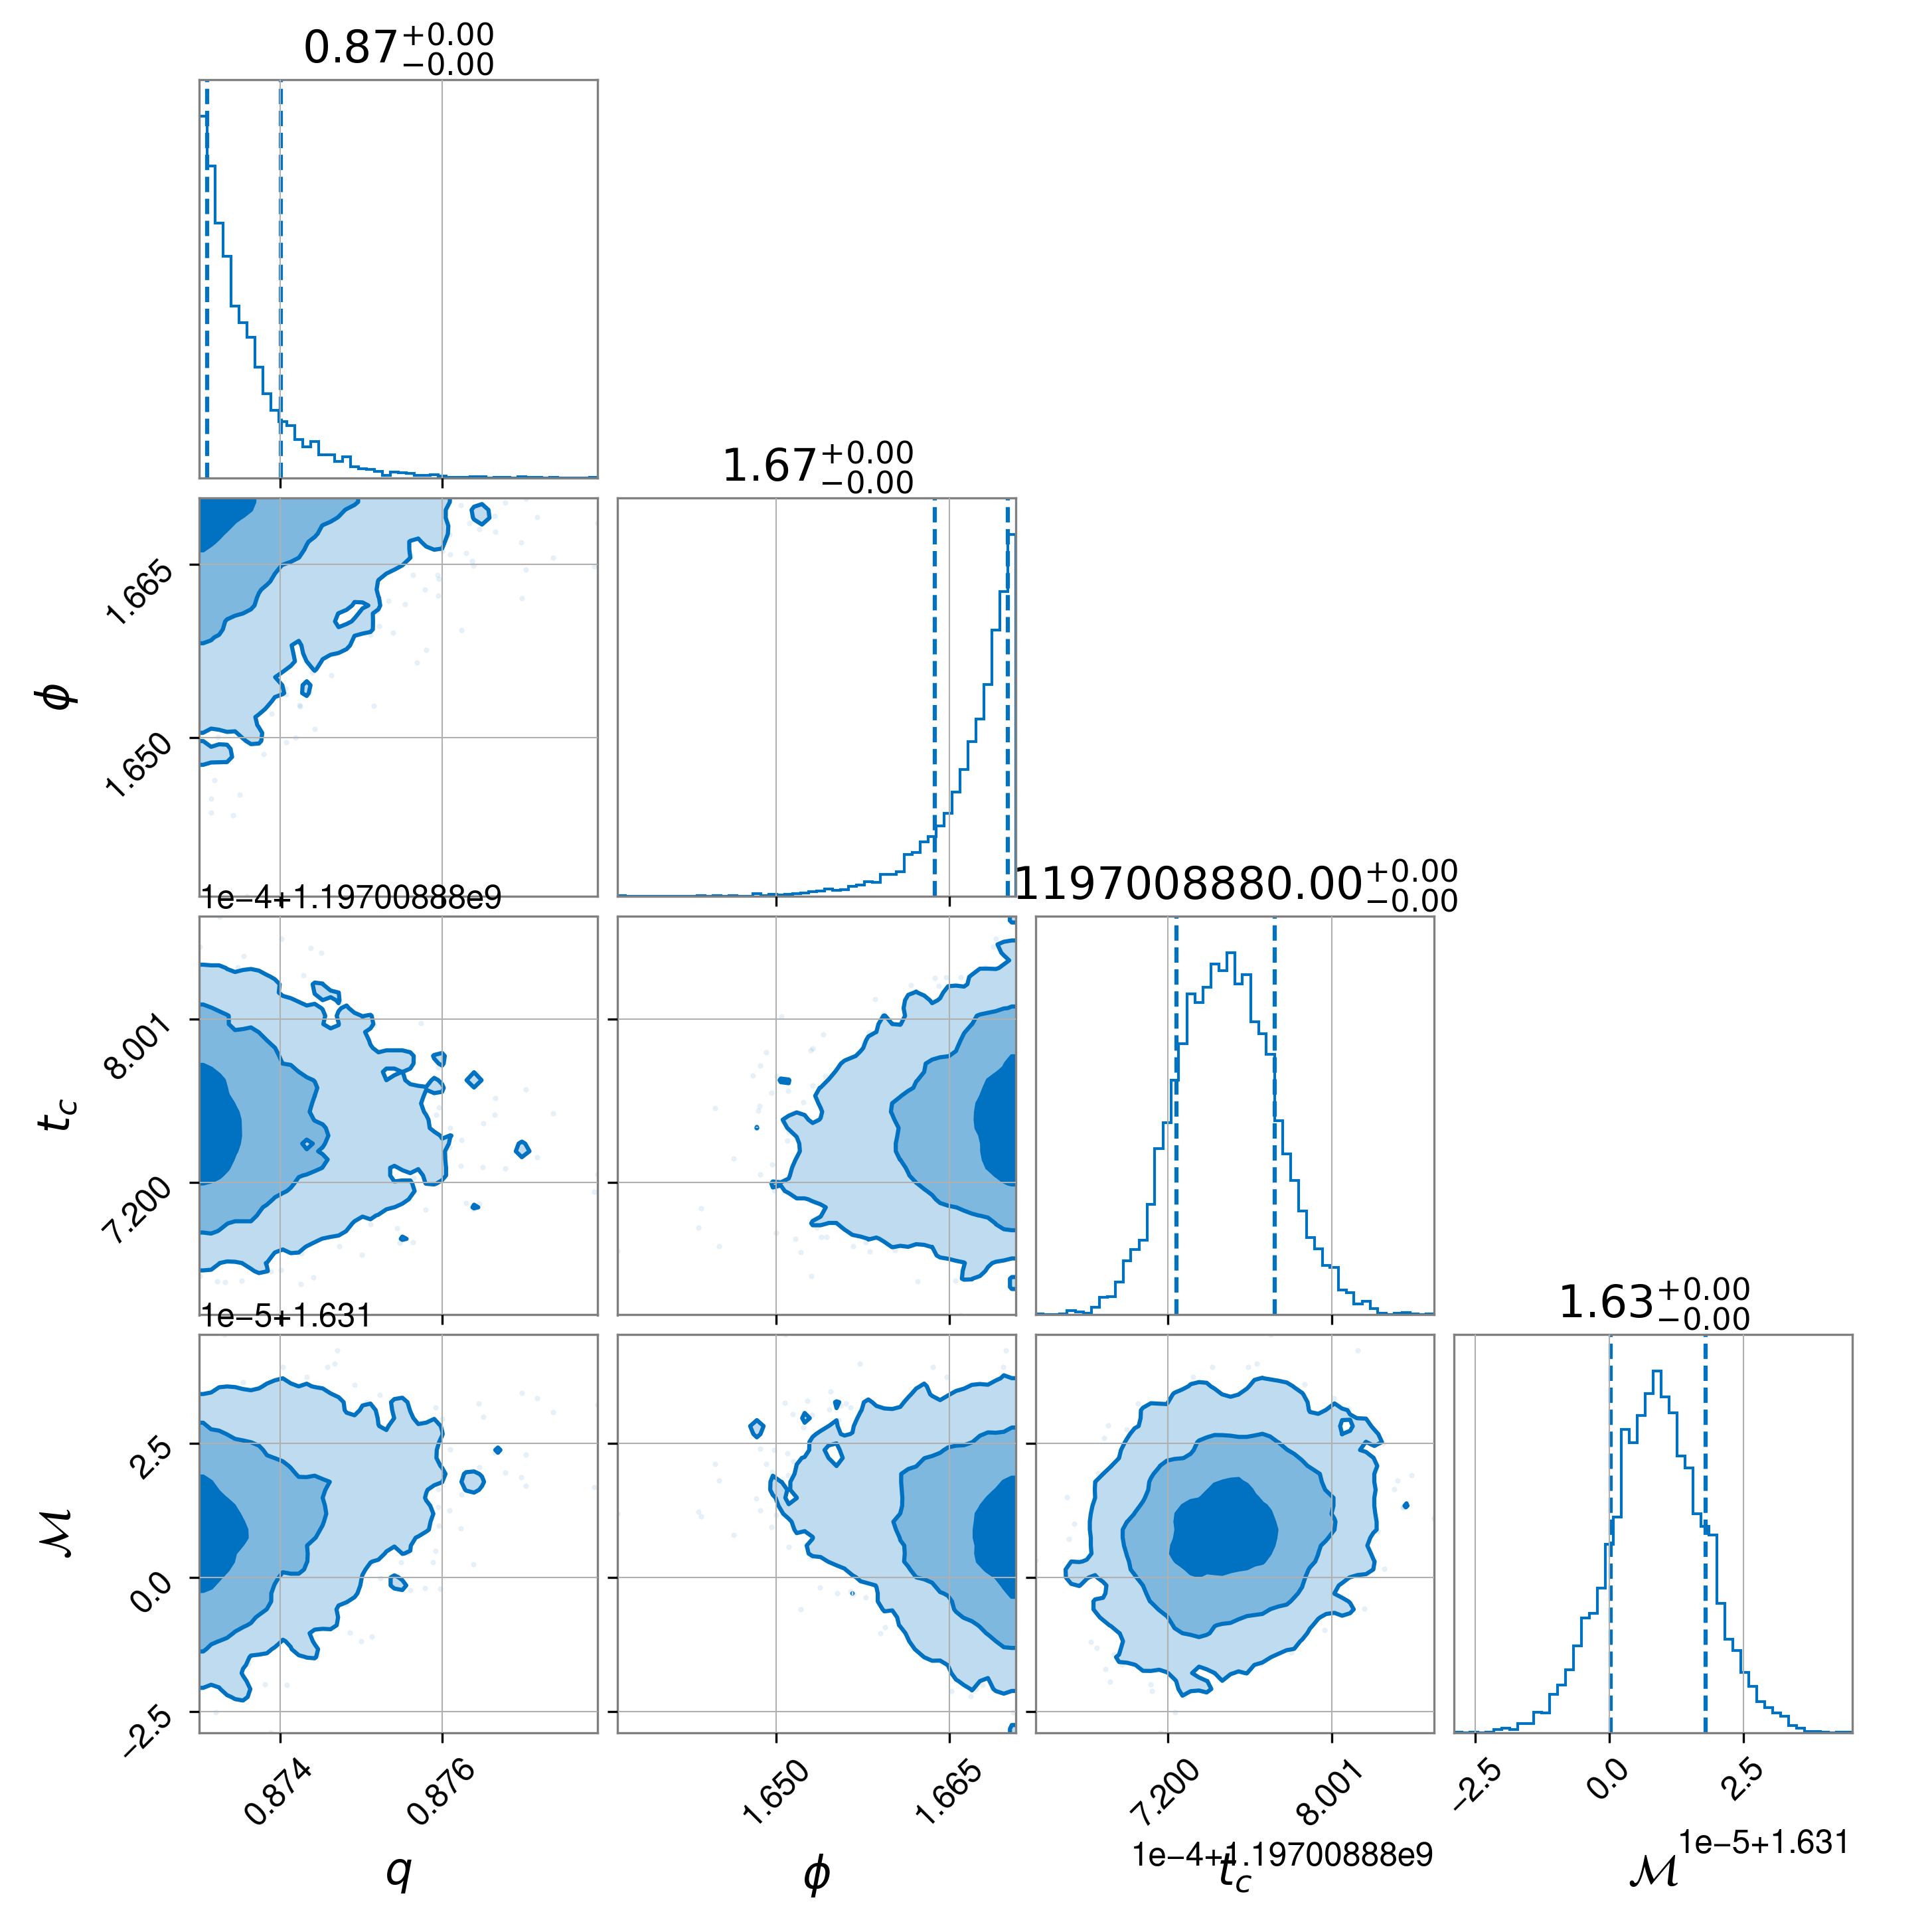 0.87+0.00−0.00
1.67+0.00−0.00
1.665
ϕ
1.650
1e−4+1.19700888e9
1197008880.00+0.00−0.00
8.001
t_c
7.200
1e−5+1.631
1.63+0.00−0.00
2.5
ℳ
0.0
−2.5
0.874 0.876 1.650 1.665 7.200 8.001 −2.5 0.0 2.5
1e−4+1.19700888e9 1e−5+1.631
q ϕ t_c ℳ